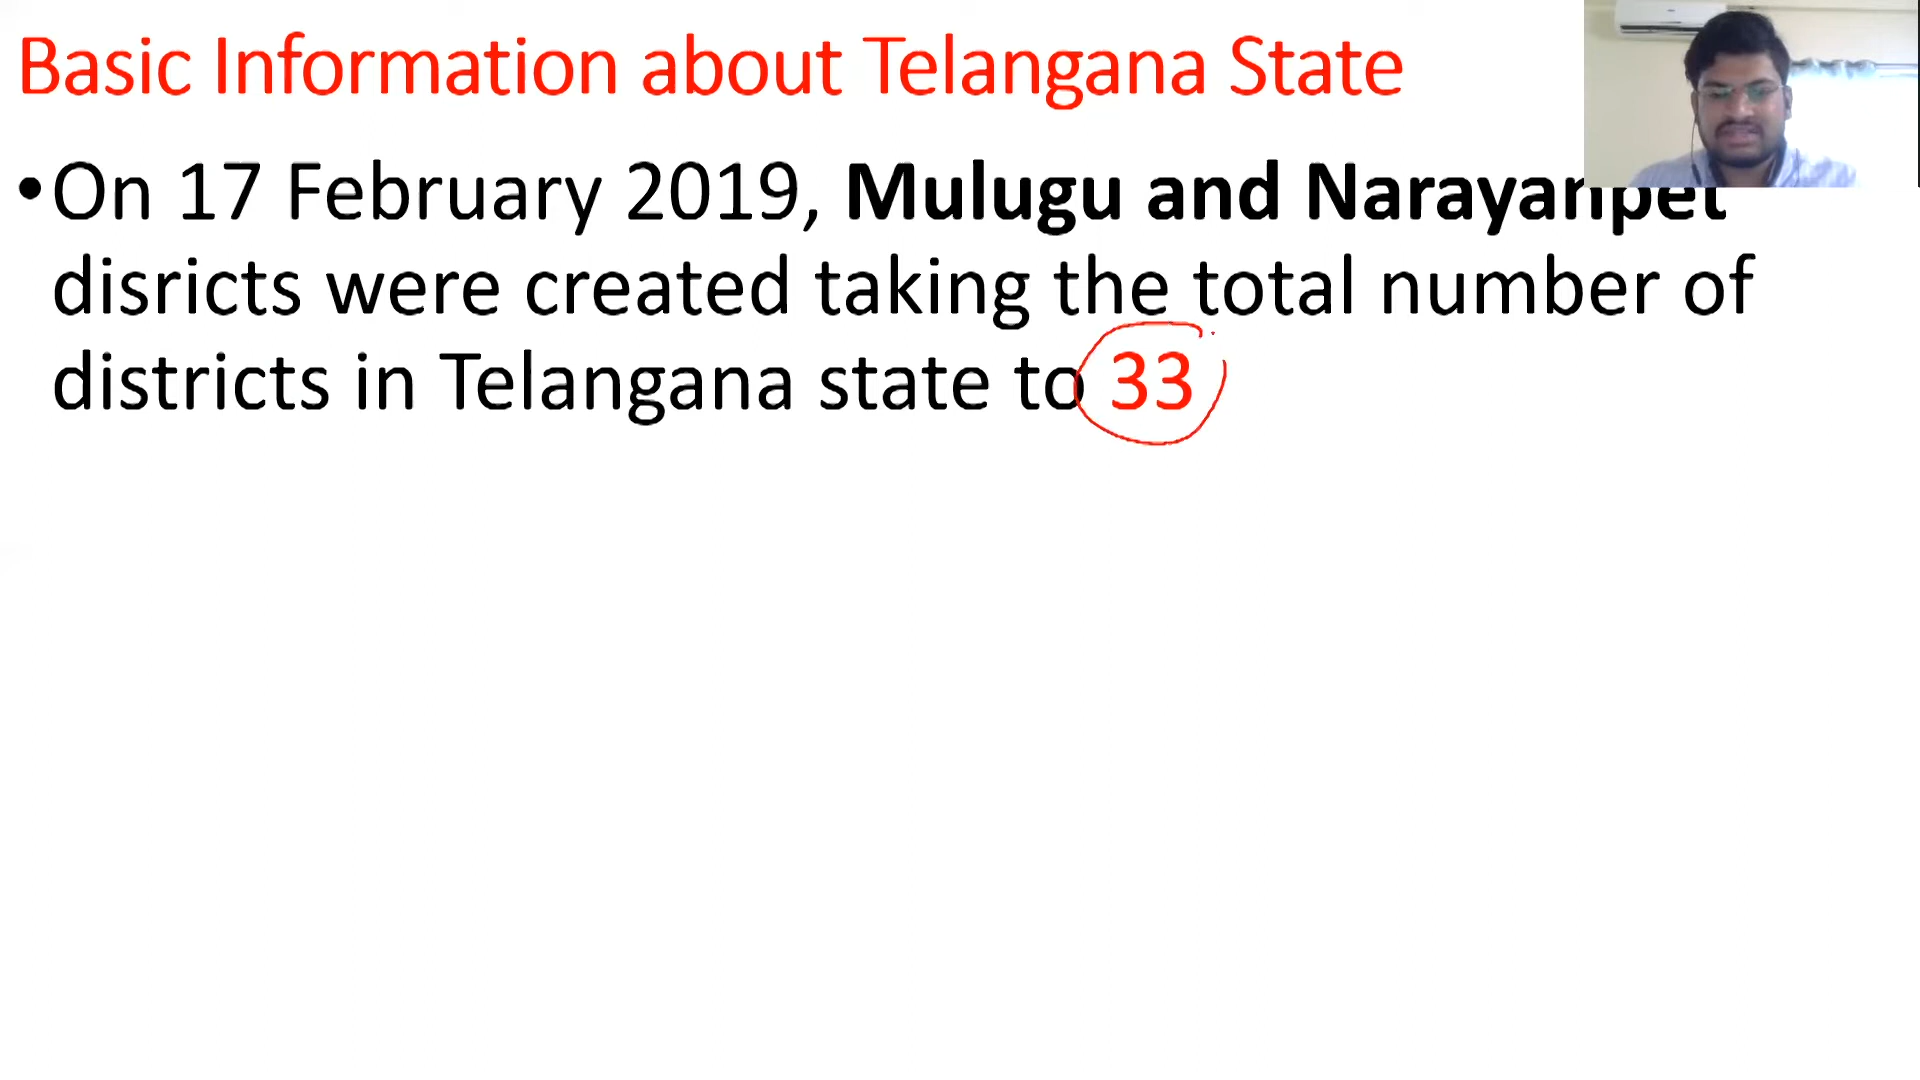 Basic Information about Telangana State
•On 17 February 2019, Mulugu and Narayanpet
disricts were created taking the total number of
districts in Telangana state to 33